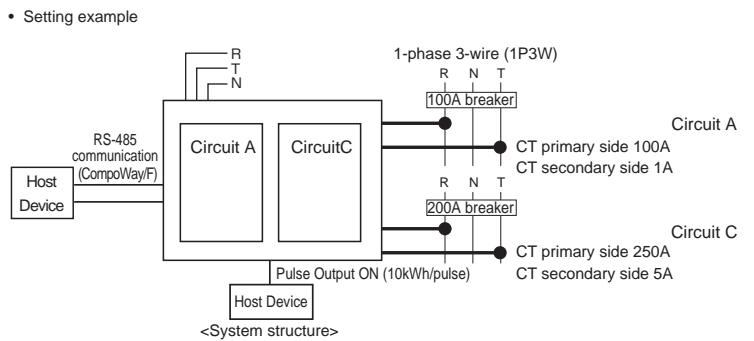 • Setting example
1-phase 3-wire (1P3W)
R
T
N
R N T
100A breaker
Circuit A
CT primary side 100A
CT secondary side 1A
RS-485
communication
(CompoWay/F)
Circuit A
CircuitC
Host
Device
R N T
200A breaker
Circuit C
CT primary side 250A
CT secondary side 5A
Pulse Output ON (10kWh/pulse)
Host Device
<System structure>